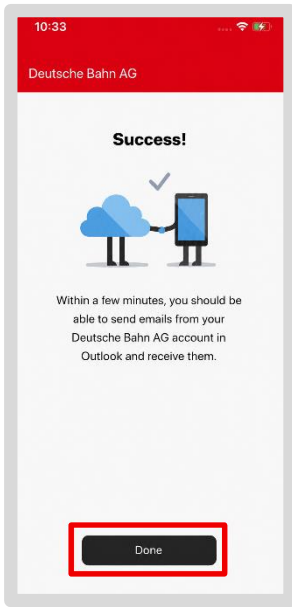 10:33
Deutsche Bahn AG
Success!
Within a few minutes, you should be
able to send emails from your
Deutsche Bahn AG account in
Outlook and receive them.
Done